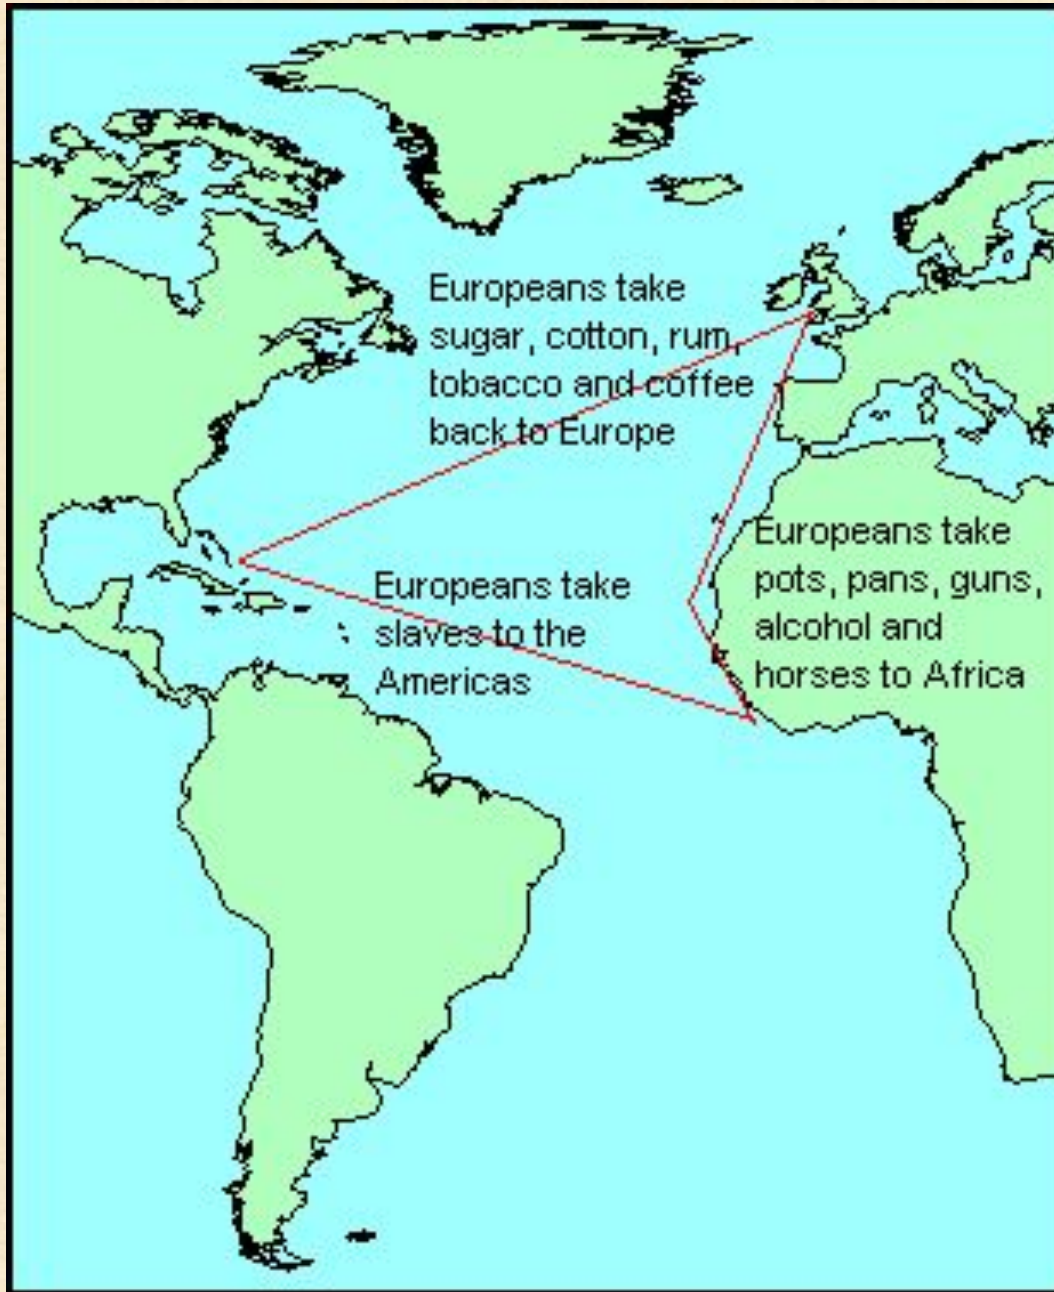 Europeans take
sugar, cotton, rum,
tobacco and coffee
back to Europe
Europeans take
pots, pans, guns,
alcohol and
horses to Africa
Europeans take
slaves to the
Americas